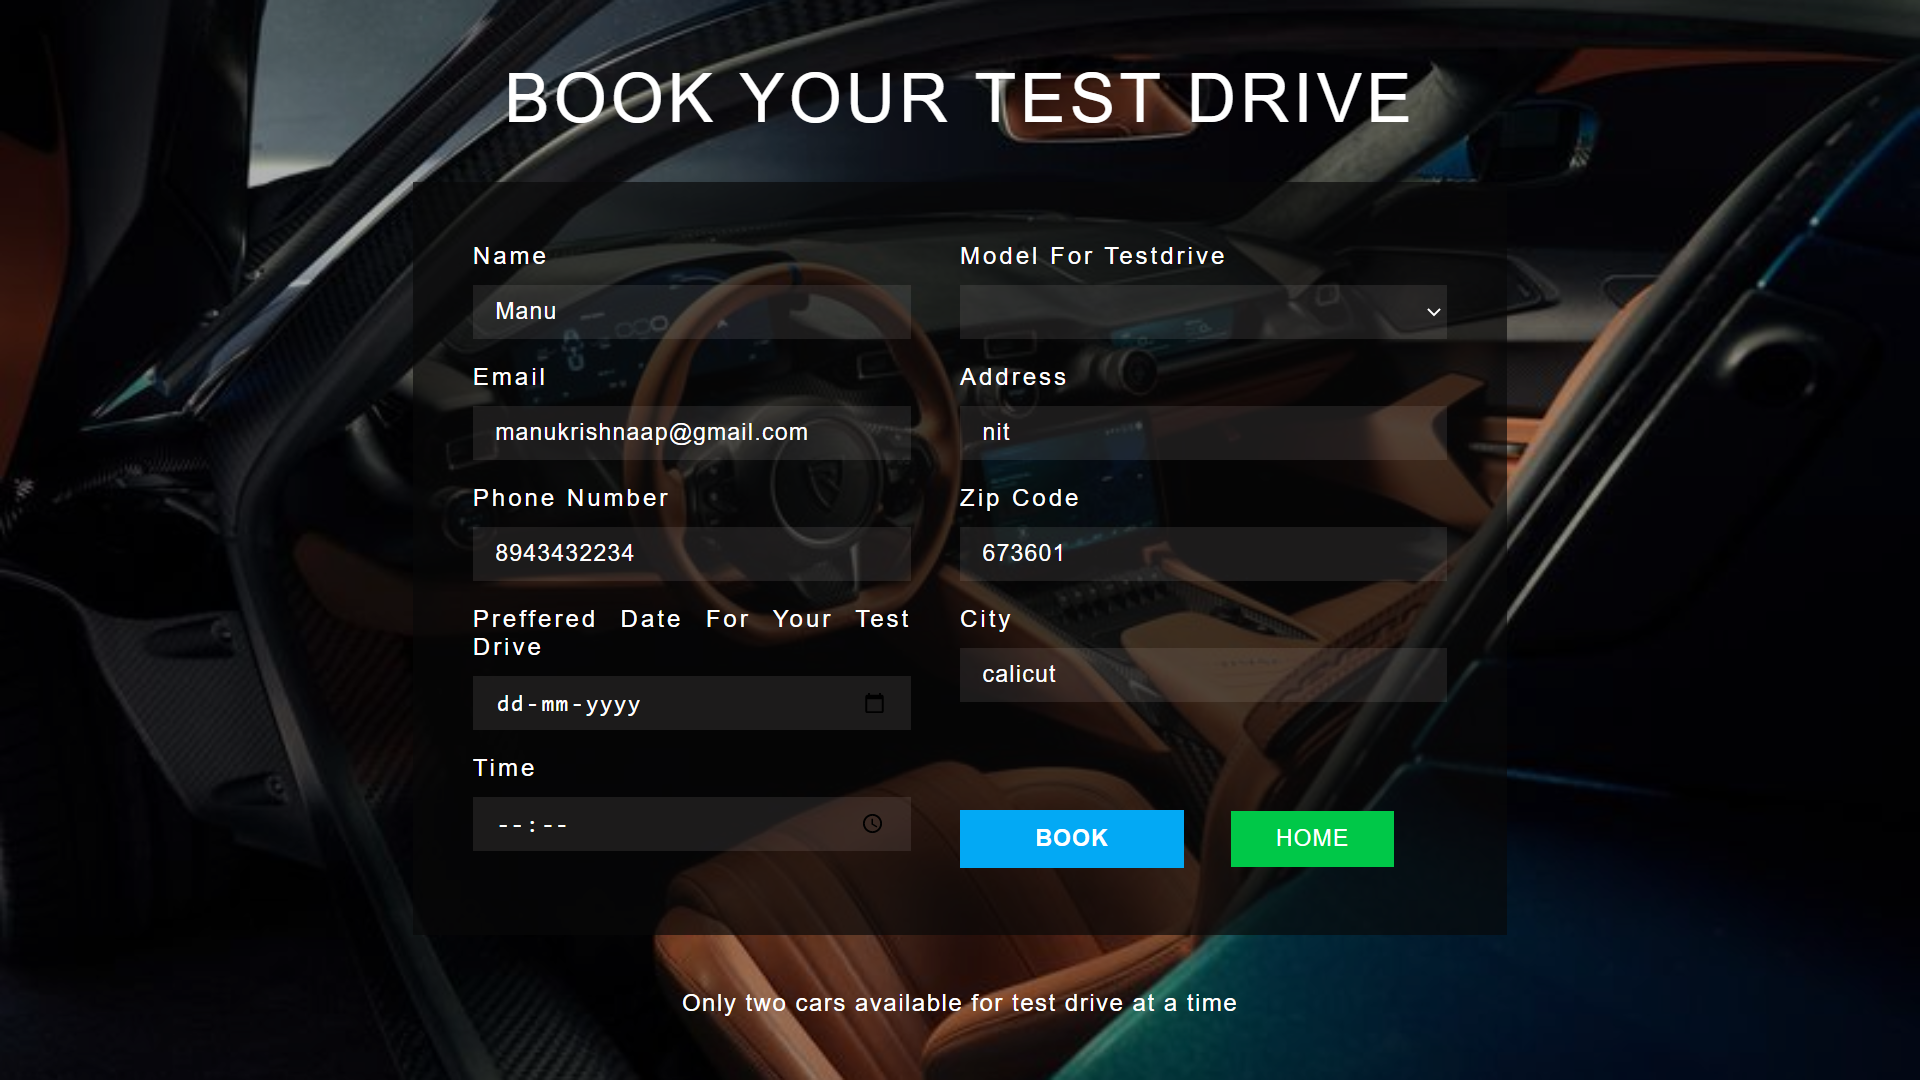 BOOK YOUR TEST DRIVE
Name
Manu
Email
manukrishnaap@gmail.com
Phone Number
8943432234
Preffered Date For Your Test
Drive
dd-mm-yyyy
Time
--:--
Model For Testdrive
Address
nit
Zip Code
673601
City
calicut
BOOK
HOME
Only two cars available for test drive at a time